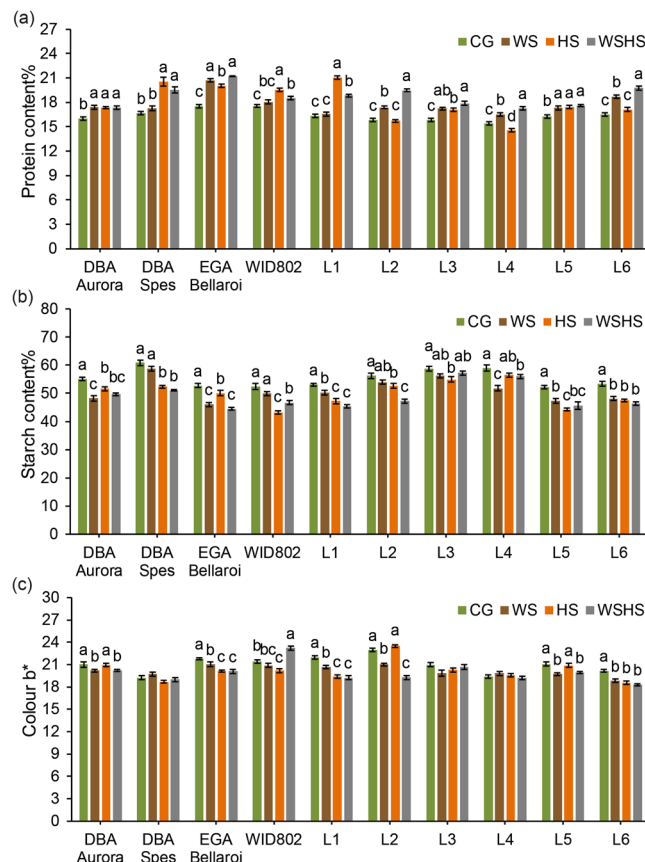 (a)
CG WS HS WSHS
Protein content%
27
24
21
18
15
12
9
6
3
0
b a a a
b b a a
c a b a
c bc a b
c c a b
c b c a
c ab b a
c b d a
b a a a
c b c a
DBA Aurora
DBA Spes
EGA Bellaroi
WID802
L1
L2
L3
L4
L5
L6
(b)
CG WS HS WSHS
Starch content%
80
70
60
50
40
30
20
10
0
a c b bc
a a b b
a c b c
a a c b
a b c c
a ab b c
a ab b ab
a c ab b
a b c bc
a b b b
DBA Aurora
DBA Spes
EGA Bellaroi
WID802
L1
L2
L3
L4
L5
L6
(c)
CG WS HS WSHS
Colour b*
30
27
24
21
18
15
12
9
6
3
0
a b a b
a b c c
b bc c a
a b c c
a b a c
a b a b
a b b b
DBA Aurora
DBA Spes
EGA Bellaroi
WID802
L1
L2
L3
L4
L5
L6